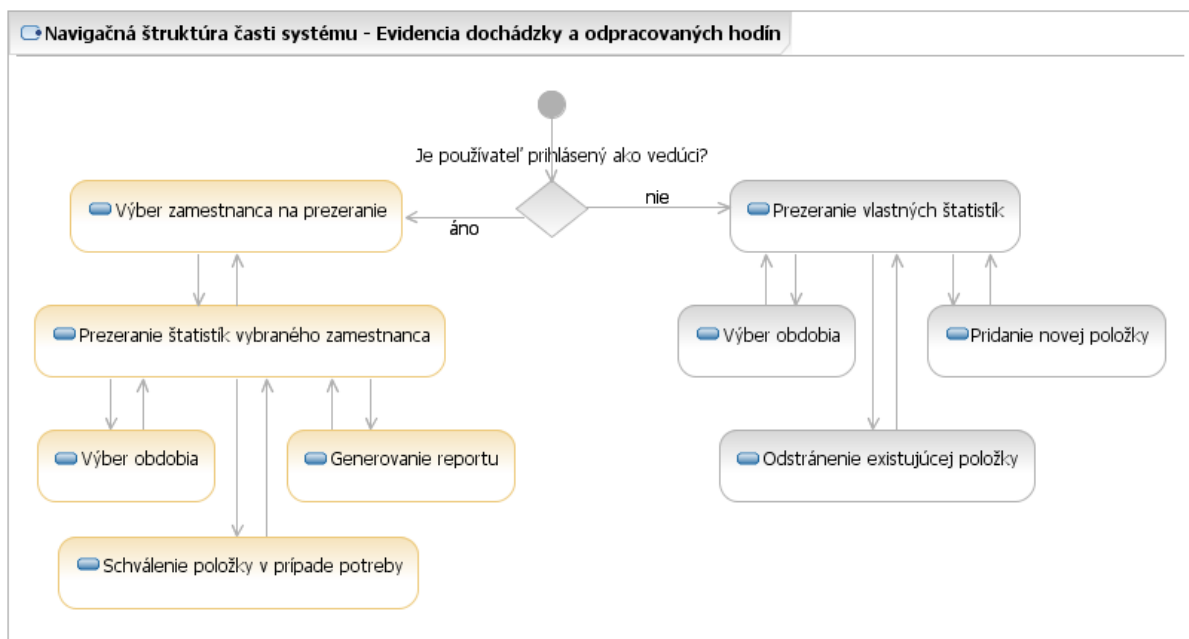 Navigačná štruktúra časti systému - Evidencia dochádzky a odpracovaných hodín
Je používateľ prihlásený ako vedúci?
Výber zamestnanca na prezeranie
áno
nie
Prezeranie vlastných štatistík
Prezeranie štatistík vybraného zamestnanca
Výber obdobia
Pridanie novej položky
Výber obdobia
Generovanie reportu
Odstránenie existujúcej položky
Schválenie položky v prípade potreby